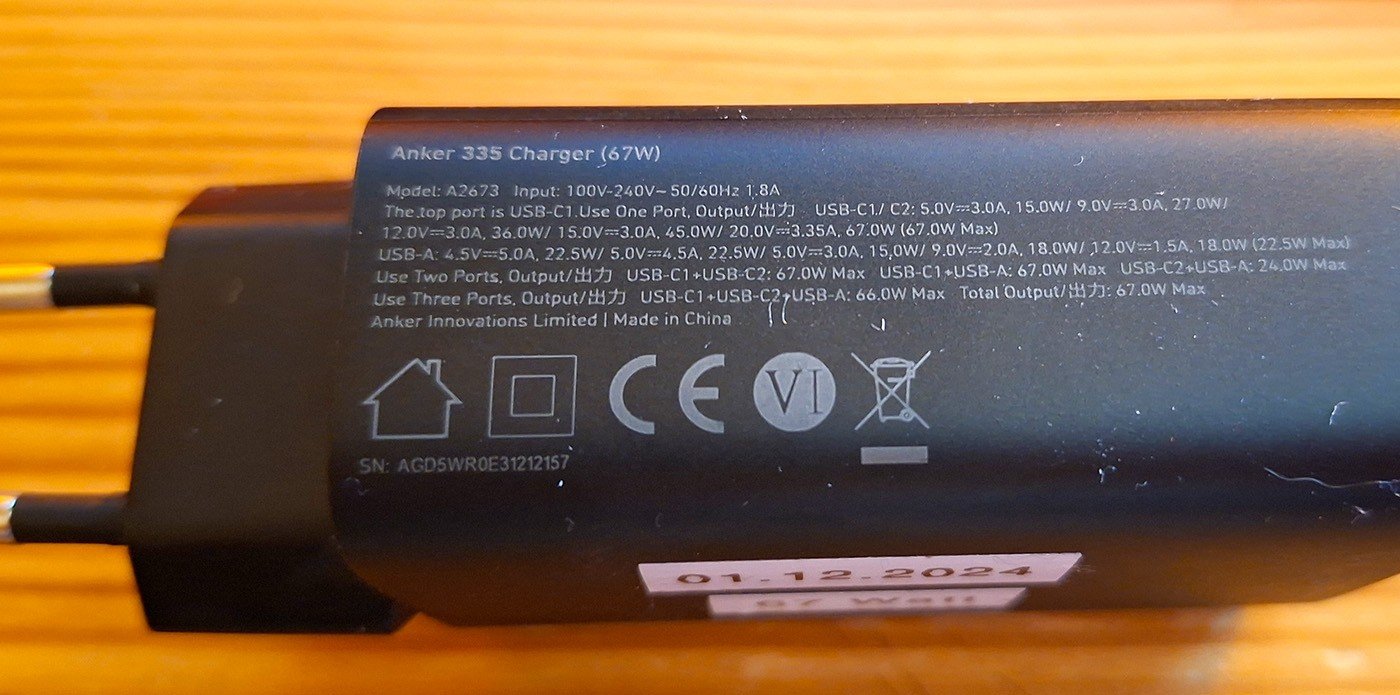 Anker 335 Charger (67W)
Model: A2673 Input: 100V-240V~50/60Hz 1.8A
The top port is USB-C1.Use One Port, Output/出力 USB-C1/ C2: 5.0V⎓3.0A, 15.0W/ 9.0V⎓3.0A, 27.0W/
12.0V⎓3.0A, 36.0W/ 15.0V⎓3.0A, 45.0W/ 20.0V⎓3.35A, 67.0W (67.0W Max)
USB-A: 4.5V⎓5.0A, 22.5W/ 5.0V⎓4.5A, 22.5W/ 5.0V⎓3.0A, 15.0W/ 9.0V⎓2.0A, 18.0W/ 12.0V⎓1.5A, 18.0W (22.5W Max)
Use Two Ports, Output/出力 USB-C1+USB-C2: 67.0W Max USB-C1+USB-A: 67.0W Max USB-C2+USB-A: 24.0W Max
Use Three Ports, Output/出力 USB-C1+USB-C2+USB-A: 66.0W Max Total Output/出力: 67.0W Max
Anker Innovations Limited | Made in China
CE VI
SN: AGD5WR0E31212157
01.12.2024
67 Watt